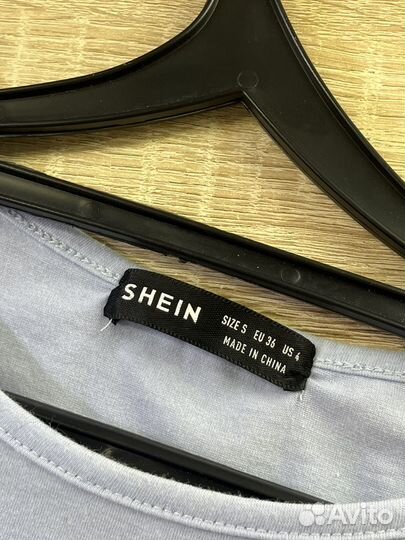 SHEIN
SIZE S EU 36 US 4
MADE IN CHINA
Avito